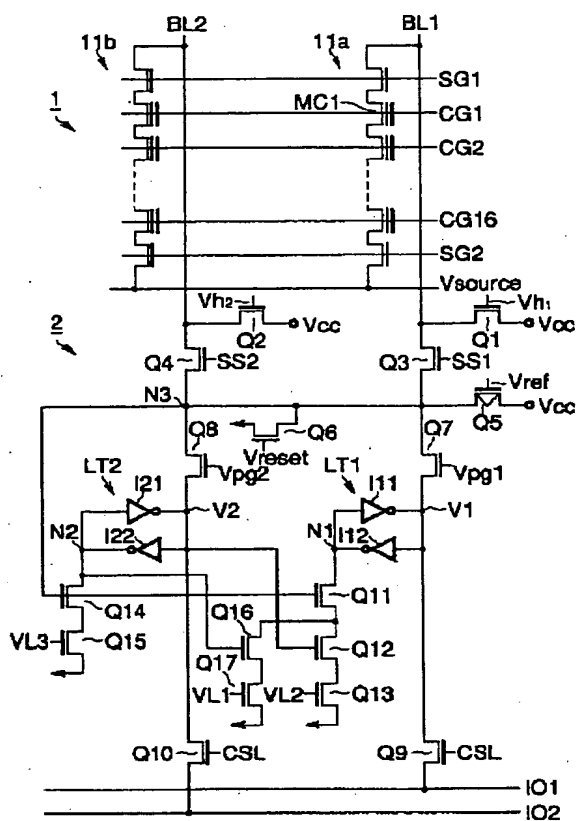 BL2 BL1
11b 11a
SG1
1 MC1 CG1
CG2
CG16
SG2
Vsource
Vh2 Vh1
Vcc Vcc
2 Q2 Q1
Q4 SS2 Q3 SS1
N3 Vref
Vcc
Q8 Q6 Q5 Q7
Vreset
LT2 I21 Vpg2 LT1 I11 Vpg1
V2 V1
N2 I22 N1 I12
Q14 Q16 Q11
VL3 Q15 Q12
Q17
VL1 VL2 Q13
Q10 CSL Q9 CSL
IO1
IO2